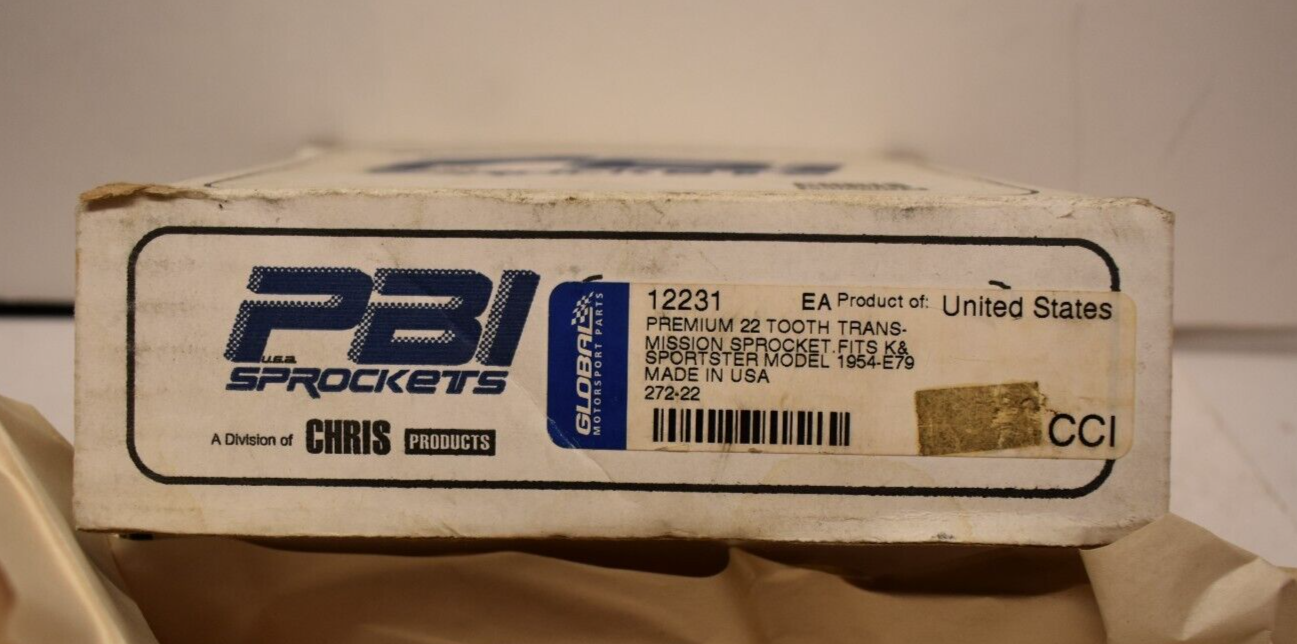 PBI
u.s.a.
SPROCKETS
A Division of CHRIS PRODUCTS
GLOBAL
MOTORSPORT PARTS
12231 EA Product of: United States
PREMIUM 22 TOOTH TRANS-
MISSION SPROCKET.FITS K&
SPORTSTER MODEL 1954-E79
MADE IN USA
272-22
CCI